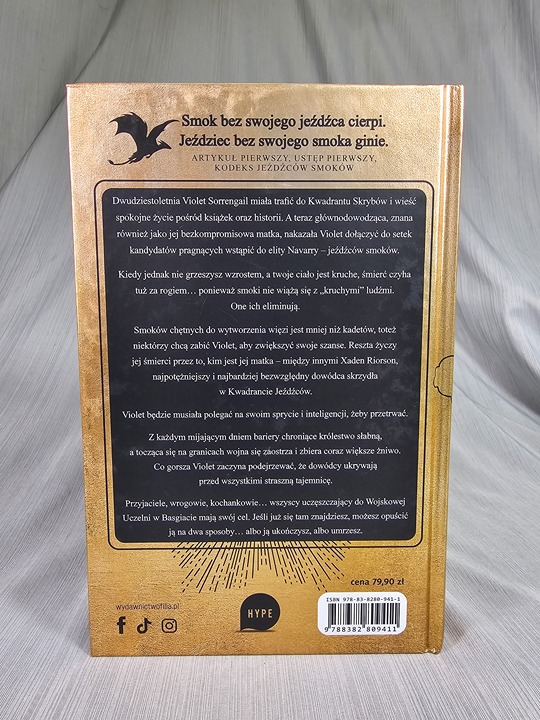 Smok bez swojego jeźdźca cierpi.
Jeździec bez swojego smoka ginie.
ARTYKUŁ PIERWSZY, USTĘP PIERWSZY,
KODEKS JEŹDŹCÓW SMOKÓW
Dwudziestoletnia Violet Sorrengail miała trafić do Kwadrantu Skrybów i wieść
spokojne życie pośród książek oraz historii. A teraz głównodowodząca, znana
również jako jej bezkompromisowa matka, nakazała Violet dołączyć do setek
kandydatów pragnących wstąpić do elity Navarry – jeźdźców smoków.
Kiedy jednak nie grzeszysz wzrostem, a twoje ciało jest kruche, śmierć czyha
tuż za rogiem... ponieważ smoki nie wiążą się z „kruchymi” ludźmi.
One ich eliminują.
Smoków chętnych do wytworzenia więzi jest mniej niż kadetów, toteż
niektórzy chcą zabić Violet, aby zwiększyć swoje szanse. Reszta życzy
jej śmierci przez to, kim jest jej matka – między innymi Xaden Riorson,
najpotężniejszy i najbardziej bezwzględny dowódca skrzydła
w Kwadrancie Jeźdźców.
Violet będzie musiała polegać na swoim sprycie i inteligencji, żeby przetrwać.
Z każdym mijającym dniem bariery chroniące królestwo słabną,
a tocząca się na granicach wojna się zaostrza i zbiera coraz większe żniwo.
Co gorsza Violet zaczyna podejrzewać, że dowódcy ukrywają
przed wszystkimi straszną tajemnicę.
Przyjaciele, wrogowie, kochankowie... wszyscy uczęszczający do Wojskowej
Uczelni w Basgiacie mają swój cel. Jeśli już się tam znajdziesz, możesz opuścić
ją na dwa sposoby... albo ją ukończysz, albo umrzesz.
cena 79,90 zł
ISBN 978-83-8280-941-1
wydawnictwofilia.pl
HYPE
9 788382 809411